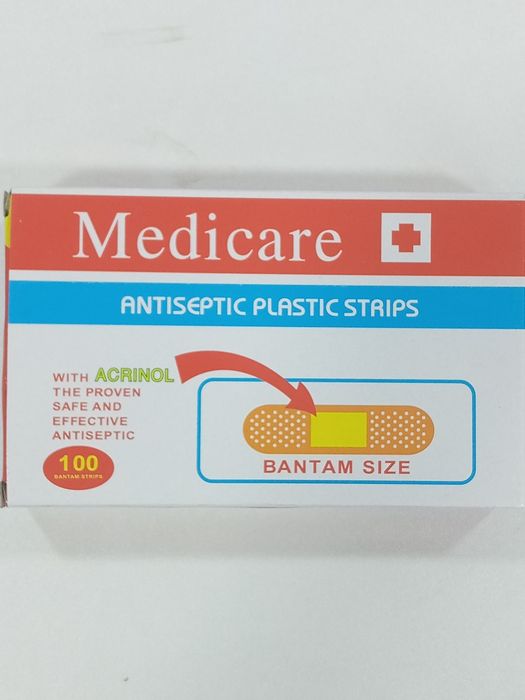 Medicare
ANTISEPTIC PLASTIC STRIPS
WITH ACRINOL
THE PROVEN
SAFE AND
EFFECTIVE
ANTISEPTIC
100
BANTAM STRIPS
BANTAM SIZE